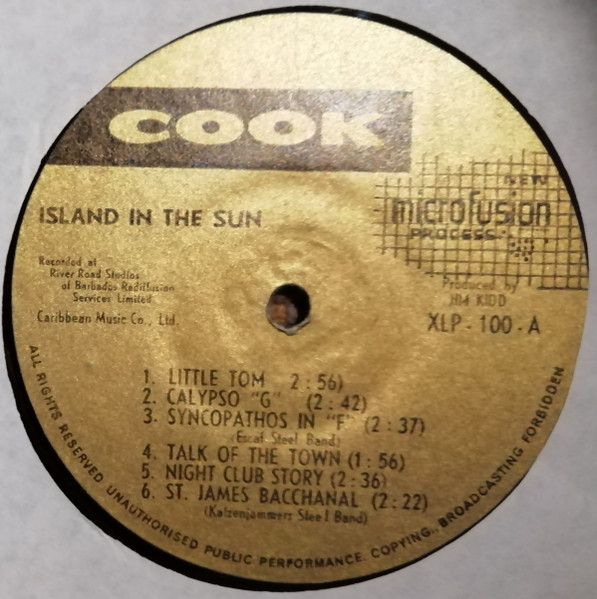 COOK
NEW
microfusion
PROCESS
ISLAND IN THE SUN
Recorded at
River Road Studios
of Barbados Rediffusion
Services Limited
Caribbean Music Co., Ltd.
Produced by
JIM KIDD
XLP - 100 - A
1. LITTLE TOM 2 : 56)
2. CALYPSO "G" (2 : 42)
3. SYNCOPATHOS IN "F" (2 : 37)
(Escaf Steel Band)
4. TALK OF THE TOWN (1 : 56)
5. NIGHT CLUB STORY (2 : 36)
6. ST. JAMES BACCHANAL (2 : 22)
(Katzenjammers Steel Band)
ALL RIGHTS RESERVED UNAUTHORISED PUBLIC PERFORMANCE. COPYING,. BROADCASTING FORBIDDEN